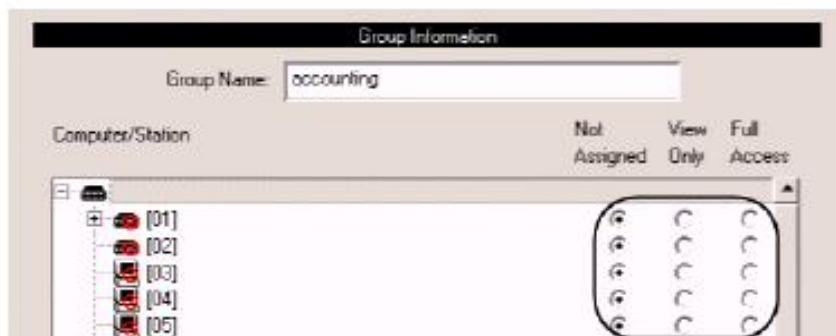 Group Information
Group Name: accounting
Computer/Station Not Assigned View Only Full Access
[01]
[02]
[03]
[04]
[05]